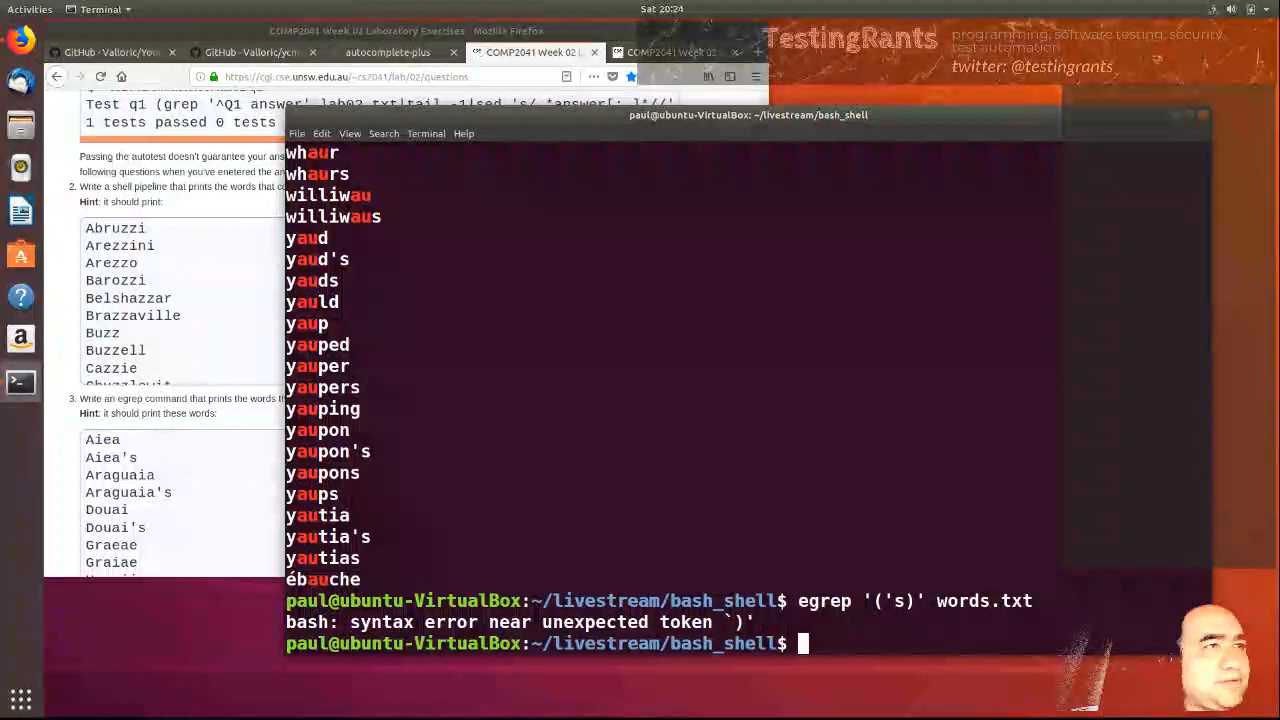 Activities
Terminal
Sat 20:24
COMP2041 Week 02 Laboratory Exercises - Mozilla Firefox
GitHub - Valloric/You
GitHub - Valloric/ycm
autocomplete-plus
COMP2041 Week 02 L
COMP2041 Week 02
https://cgi.cse.unsw.edu.au/~cs2041/lab/02/questions
TestingRants
programming, software testing, security,
test automation
twitter: @testingrants
Test q1 (grep '^Q1 answer' lab02.txt|tail -1|sed 's/.*answer[: ]*//'
1 tests passed 0 tests
Passing the autotest doesn't guarantee your ans
following questions when you've enetered the an
2. Write a shell pipeline that prints the words that co
Hint: it should print:
Abruzzi
Arezzini
Arezzo
Barozzi
Belshazzar
Brazzaville
Buzz
Buzzell
Cazzie
Chuzzlewit
3. Write an egrep command that prints the words th
Hint: it should print these words:
Aiea
Aiea's
Araguaia
Araguaia's
Douai
Douai's
Graeae
Graiae
paul@ubuntu-VirtualBox: ~/livestream/bash_shell
File Edit View Search Terminal Help
whaur
whaurs
williwau
williwaus
yaud
yaud's
yauds
yauld
yaup
yauped
yauper
yaupers
yauping
yaupon
yaupon's
yaupons
yaups
yautia
yautia's
yautias
ébauche
paul@ubuntu-VirtualBox:~/livestream/bash_shell$ egrep '('s)' words.txt
bash: syntax error near unexpected token `)'
paul@ubuntu-VirtualBox:~/livestream/bash_shell$